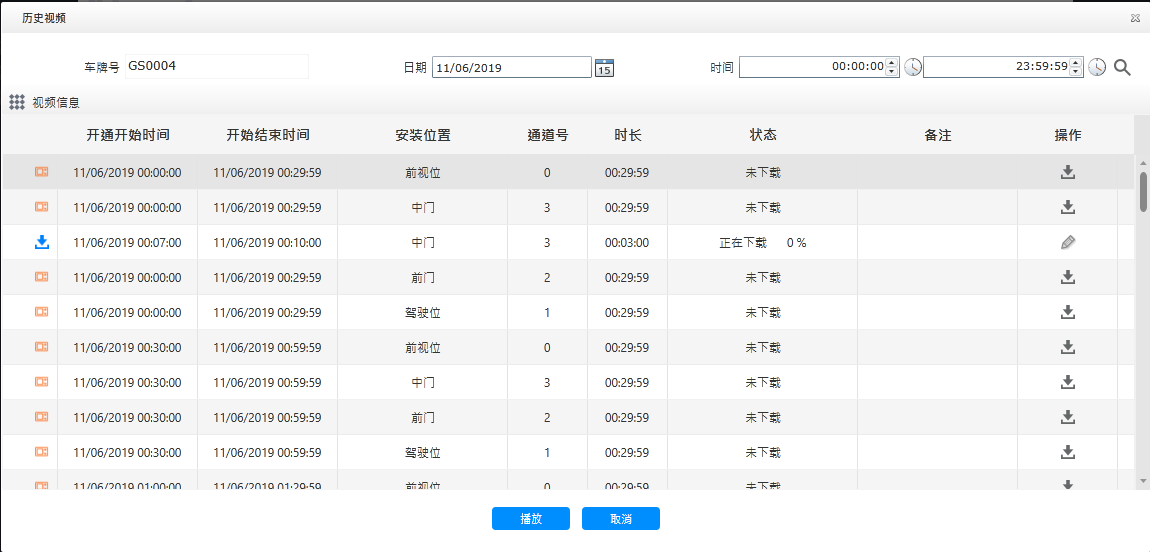 历史视频
车牌号 GS0004 日期 11/06/2019 15 时间 00:00:00 23:59:59
视频信息
开通开始时间 开始结束时间 安装位置 通道号 时长 状态 备注 操作
11/06/2019 00:00:00 11/06/2019 00:29:59 前视位 0 00:29:59 未下载
11/06/2019 00:00:00 11/06/2019 00:29:59 中门 3 00:29:59 未下载
11/06/2019 00:07:00 11/06/2019 00:10:00 中门 3 00:03:00 正在下载 0 %
11/06/2019 00:00:00 11/06/2019 00:29:59 前门 2 00:29:59 未下载
11/06/2019 00:00:00 11/06/2019 00:29:59 驾驶位 1 00:29:59 未下载
11/06/2019 00:30:00 11/06/2019 00:59:59 前视位 0 00:29:59 未下载
11/06/2019 00:30:00 11/06/2019 00:59:59 中门 3 00:29:59 未下载
11/06/2019 00:30:00 11/06/2019 00:59:59 前门 2 00:29:59 未下载
11/06/2019 00:30:00 11/06/2019 00:59:59 驾驶位 1 00:29:59 未下载
11/06/2019 01:00:00 11/06/2019 01:29:59 前视位 0 00:29:59 未下载
播放 取消